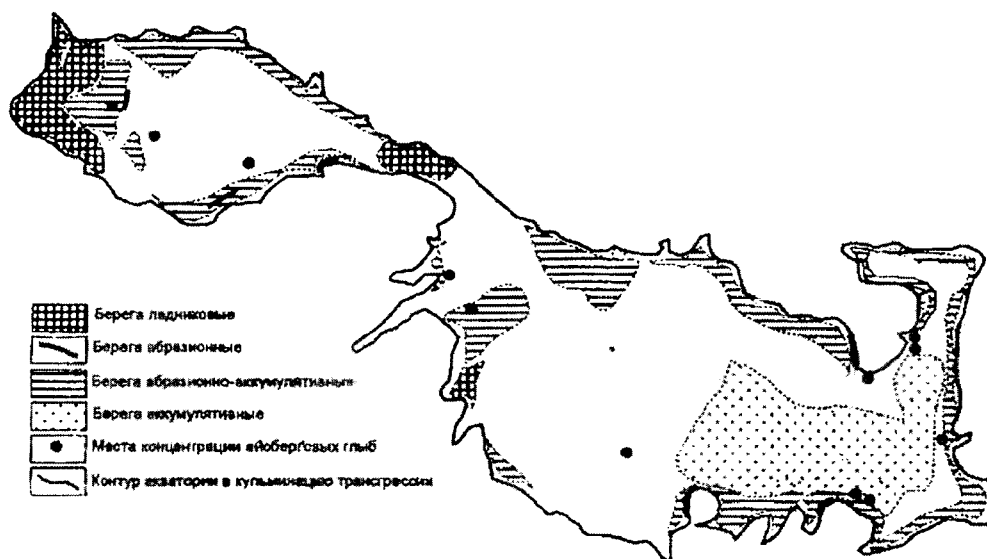 Берега ледниковые
Берега абразионные
Берега абразионно-аккумулятивные
Берега аккумулятивные
Места концентрации айсберговых глыб
Контур акватории в кульминацию трансгрессии